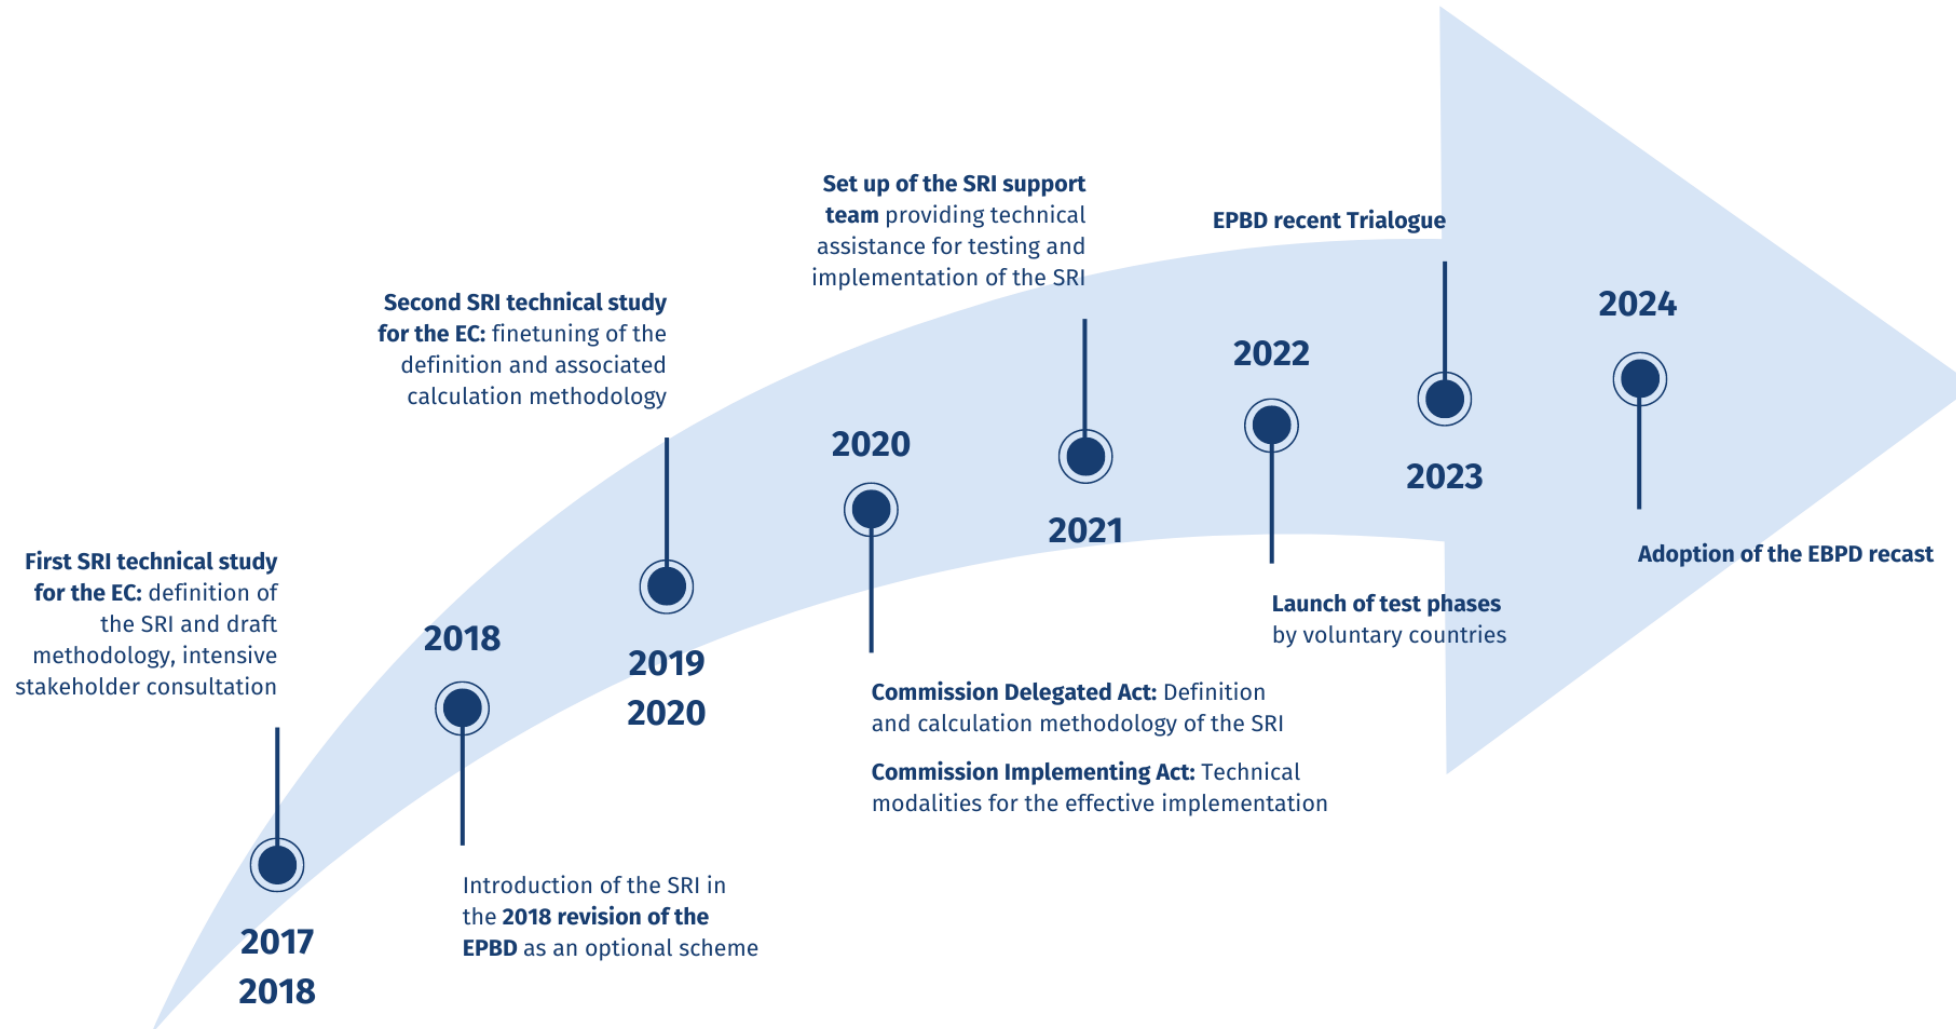 First SRI technical study
for the EC: definition of
the SRI and draft
methodology, intensive
stakeholder consultation
2017
2018
2018
Introduction of the SRI in
the 2018 revision of the
EPBD as an optional scheme
Second SRI technical study
for the EC: finetuning of the
definition and associated
calculation methodology
2019
2020
2020
Commission Delegated Act: Definition
and calculation methodology of the SRI
Commission Implementing Act: Technical
modalities for the effective implementation
Set up of the SRI support
team providing technical
assistance for testing and
implementation of the SRI
2021
2022
Launch of test phases
by voluntary countries
EPBD recent Trialogue
2023
2024
Adoption of the EBPD recast